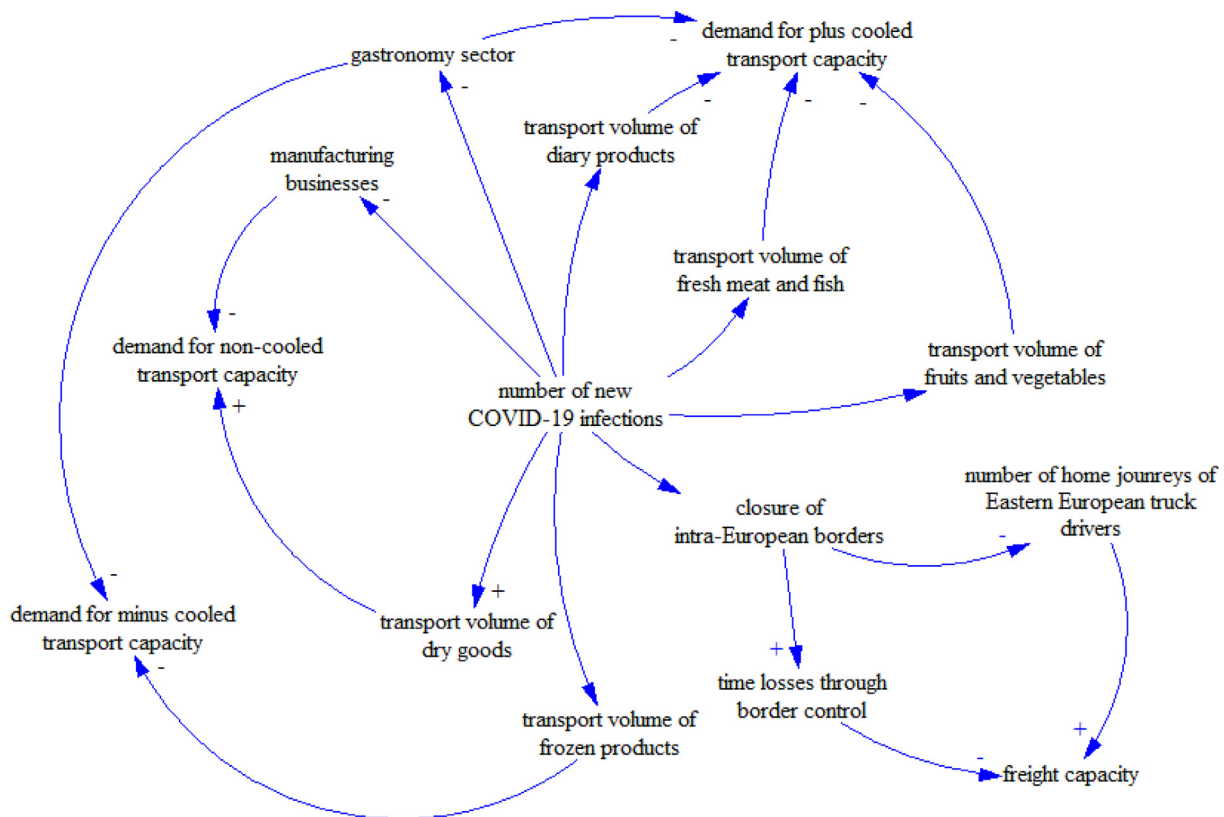 demand for plus cooled
transport capacity
-
gastronomy sector
-
-
-
-
transport volume of
diary products
manufacturing
businesses
-
transport volume of
fresh meat and fish
-
demand for non-cooled
transport capacity
+
transport volume of
fruits and vegetables
number of new
COVID-19 infections
number of home jounreys of
Eastern European truck
drivers
closure of
intra-European borders
-
-
demand for minus cooled
transport capacity
-
+
transport volume of
dry goods
+
time losses through
border control
transport volume of
frozen products
+
-
freight capacity